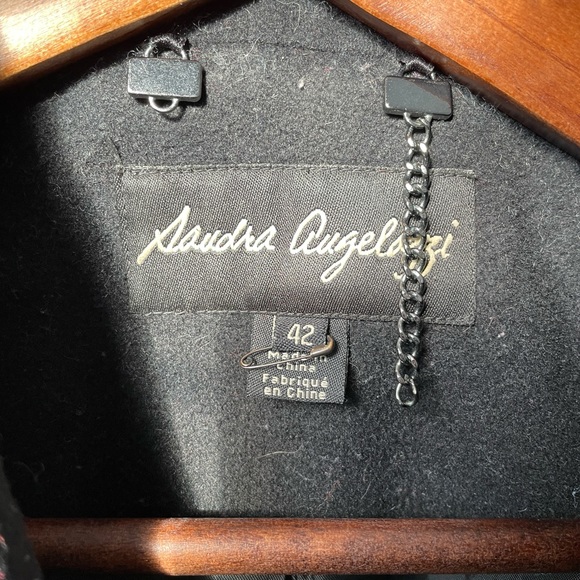 Sandra Angelozzi
42
Made in
China
Fabriqué
en Chine